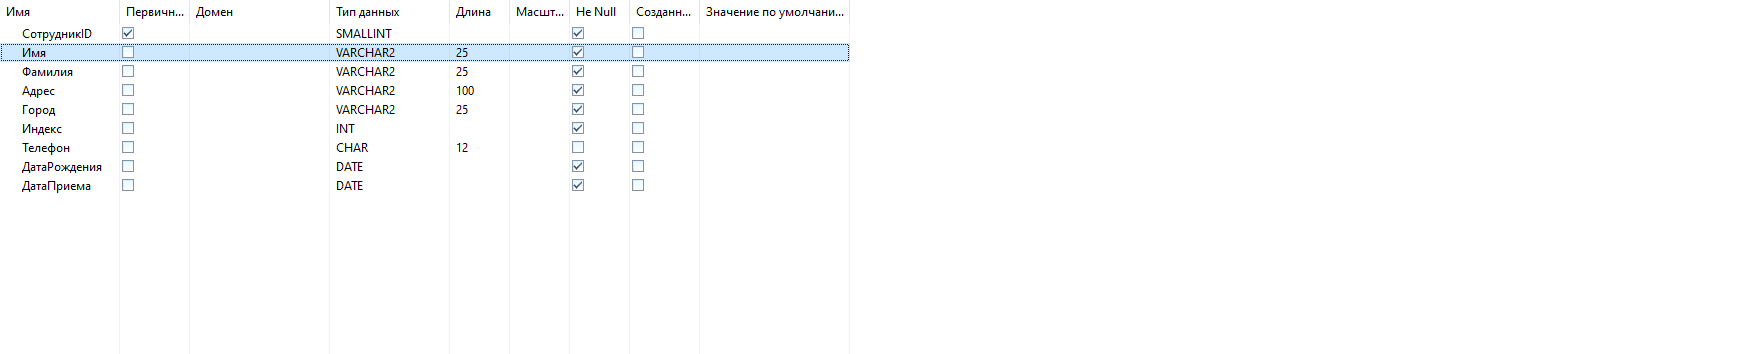 Имя Первичн... Домен Тип данных Длина Масшт... Не Null Созданн... Значение по умолчани...
СотрудникID SMALLINT
Имя VARCHAR2 25
Фамилия VARCHAR2 25
Адрес VARCHAR2 100
Город VARCHAR2 25
Индекс INT
Телефон CHAR 12
ДатаРождения DATE
ДатаПриема DATE